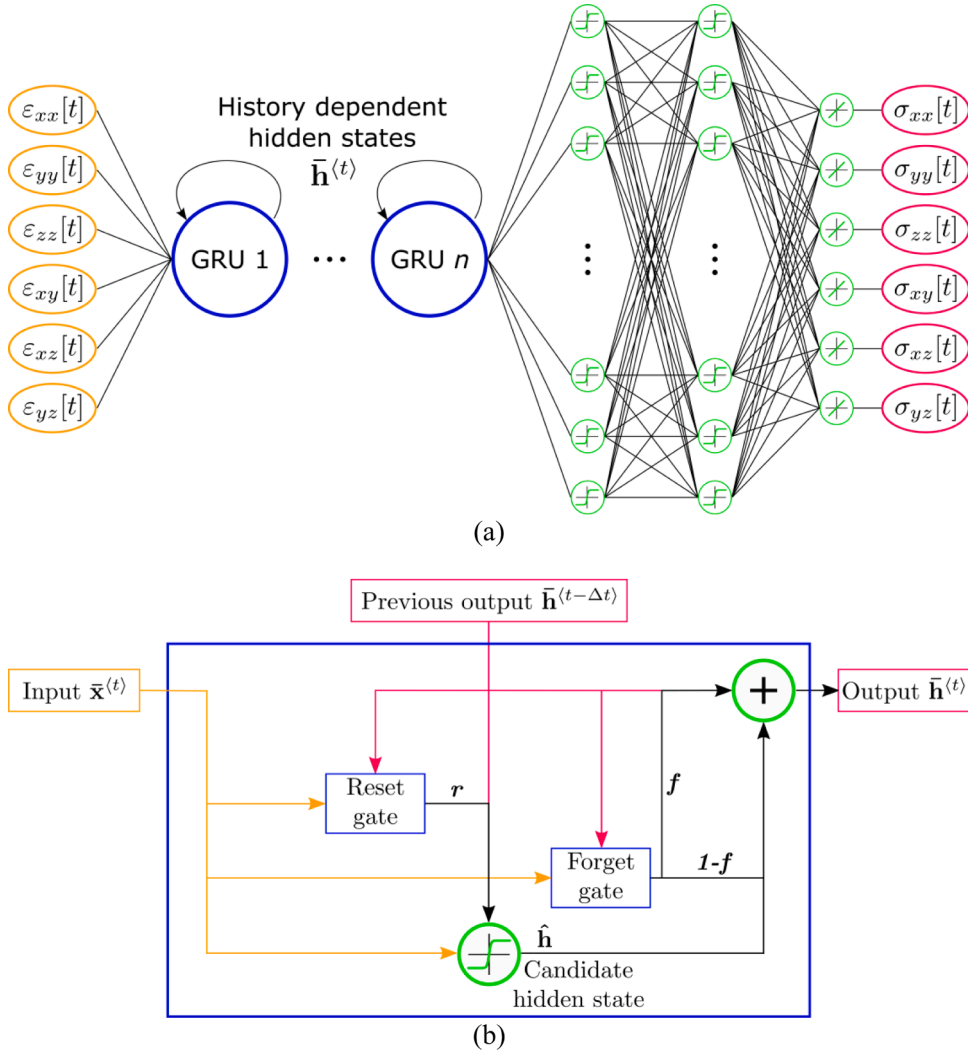 History dependent
hidden states
h̄⟨t⟩
εxx[t]
εyy[t]
εzz[t]
εxy[t]
εxz[t]
εyz[t]
GRU 1
...
GRU n
σxx[t]
σyy[t]
σzz[t]
σxy[t]
σxz[t]
σyz[t]
(a)
Previous output h̄⟨t−Δt⟩
Input x̄⟨t⟩
Output h̄⟨t⟩
+
Reset
gate
r
f
Forget
gate
1-f
ĥ
Candidate
hidden state
(b)